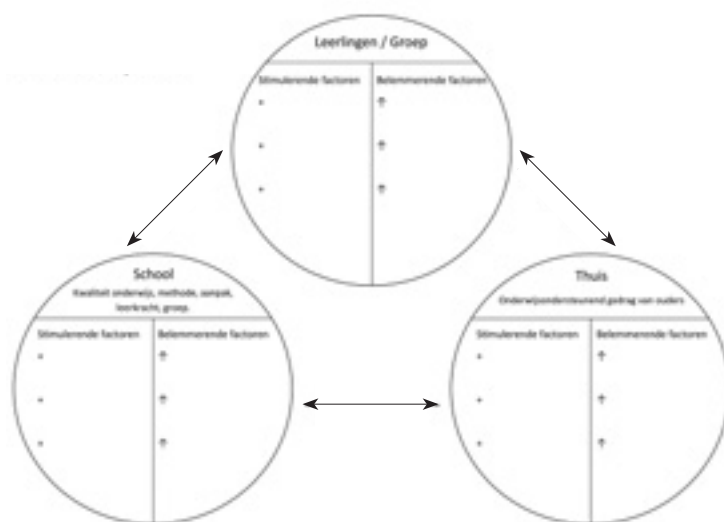 Leerlingen / Groep
Stimulerende factoren Belemmerende factoren
+ ↑
+ ↑
+ ↑
School
Kwaliteit onderwijs, methode, aanpak,
leerkracht, groep.
Stimulerende factoren Belemmerende factoren
+ ↑
+ ↑
+ ↑
Thuis
Onderwijsondersteunend gedrag van ouders
Stimulerende factoren Belemmerende factoren
+ ↑
+ ↑
+ ↑